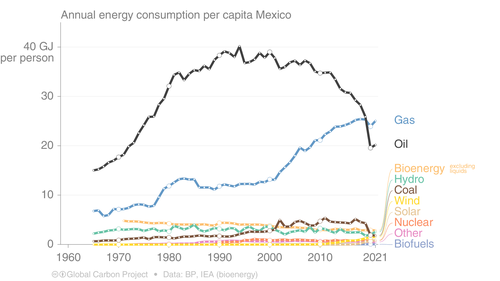 Annual energy consumption per capita Mexico
40 GJ
per person
30
20
10
0
1960
1970
1980
1990
2000
2010
2021
Gas
Oil
Bioenergy excluding liquids
Hydro
Coal
Wind
Solar
Nuclear
Other
Biofuels
Global Carbon Project • Data: BP, IEA (bioenergy)